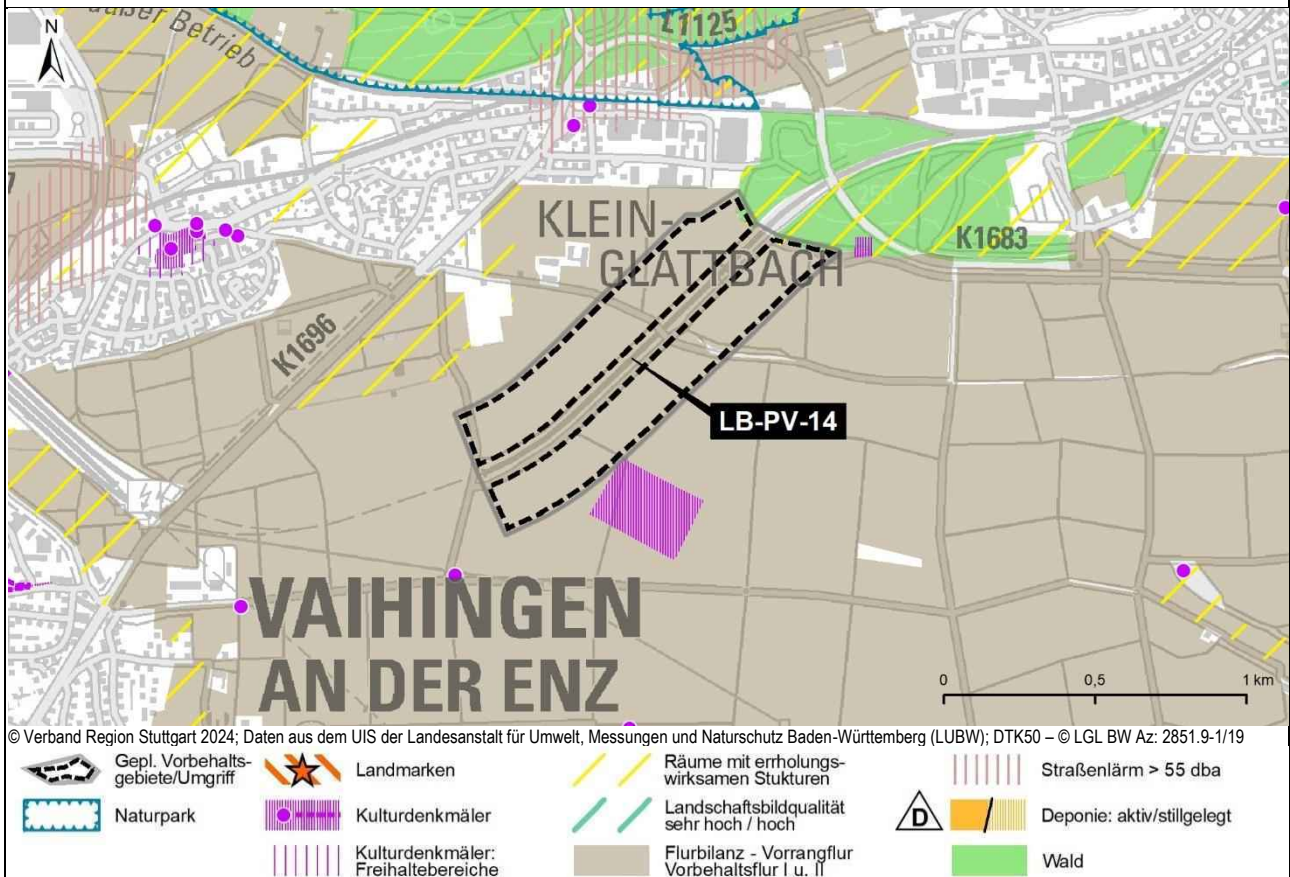 N
außer Betrieb
L1125
KLEIN-
GLATTBACH
K1683
K1696
LB-PV-14
VAIHINGEN
AN DER ENZ
0 0,5 1 km
© Verband Region Stuttgart 2024; Daten aus dem UIS der Landesanstalt für Umwelt, Messungen und Naturschutz Baden-Württemberg (LUBW); DTK50 – © LGL BW Az: 2851.9-1/19
Gepl. Vorbehalts-
gebiete/Umgriff
Naturpark
Landmarken
Kulturdenkmäler
Kulturdenkmäler:
Freihaltebereiche
Räume mit errholungs-
wirksamen Stukturen
Landschaftsbildqualität
sehr hoch / hoch
Flurbilanz - Vorrangflur
Vorbehaltsflur I u. II
Straßenlärm > 55 dba
D
Deponie: aktiv/stillgelegt
Wald